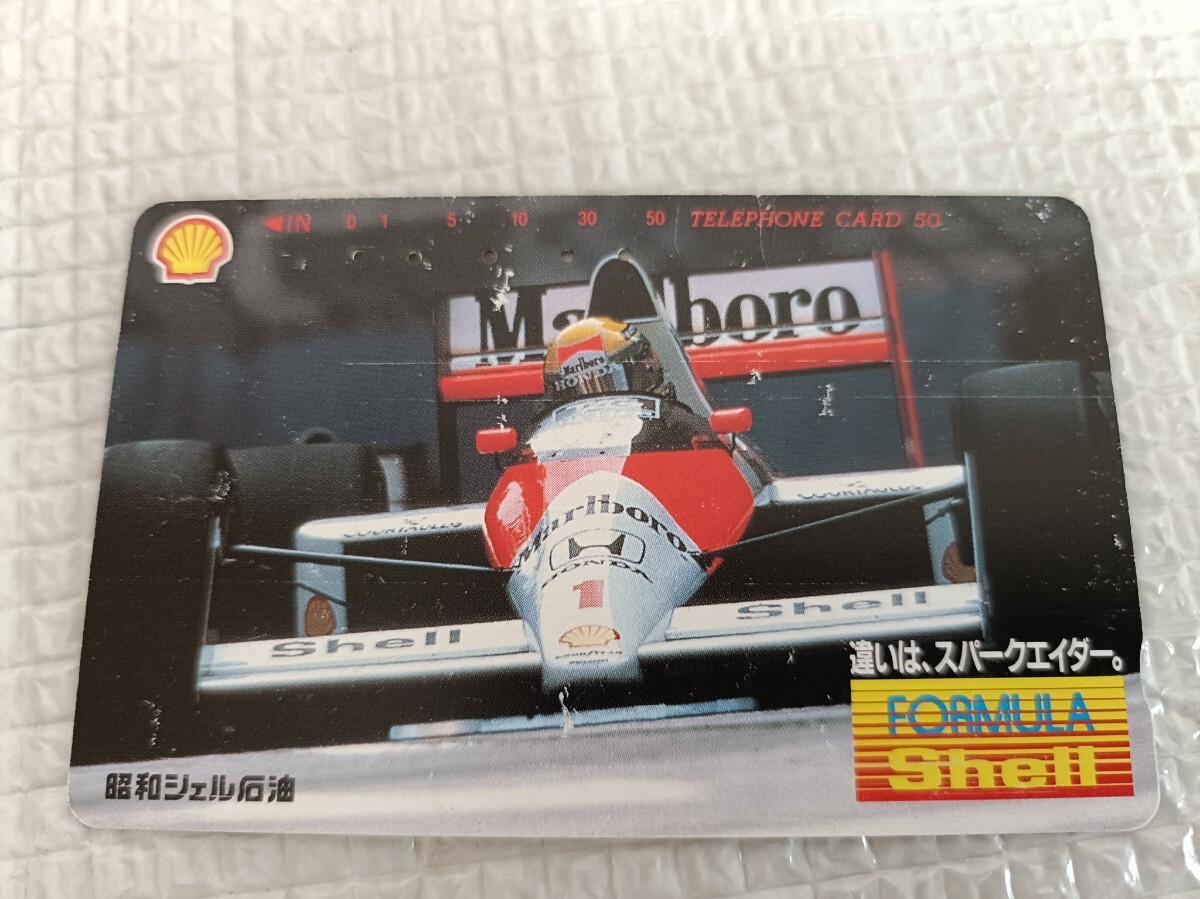 ◀IN 0 1 5 10 30 50 TELEPHONE CARD 50
Marlboro
Marlboro
HONDA
COURTAULDS
COURTAULDS
Marlboro
HONDA
1
Shell
Shell
違いは、スパークエイダー。
FORMULA
Shell
昭和シェル石油